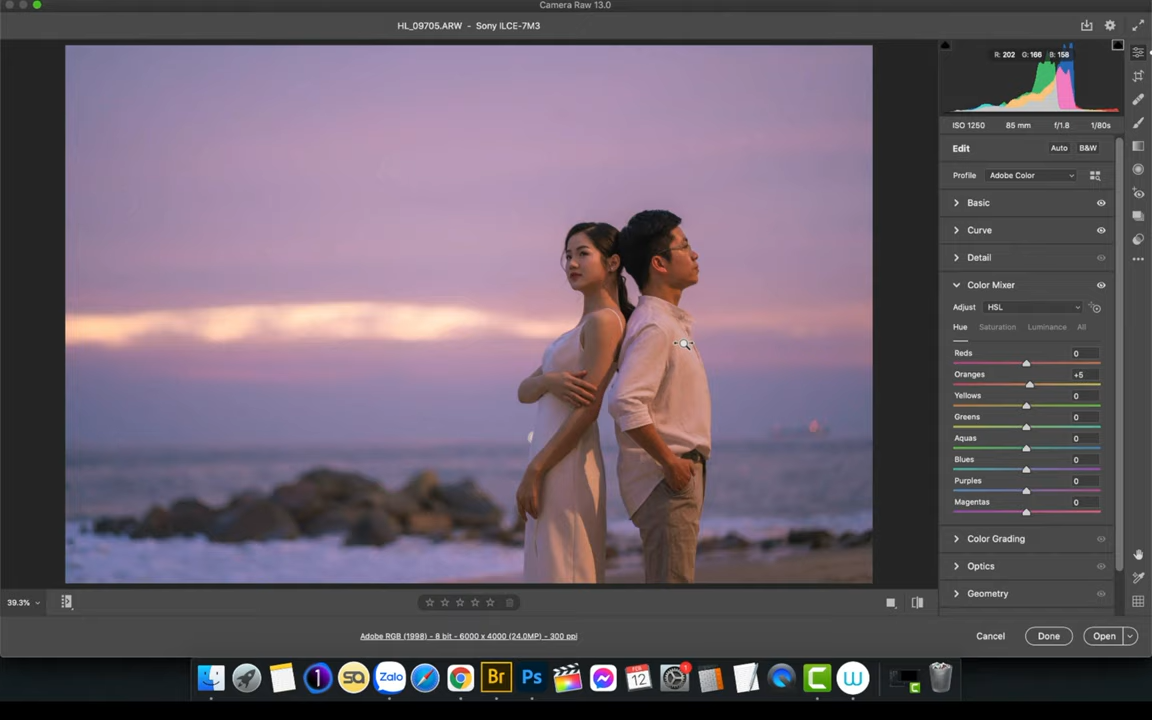 Camera Raw 13.0
HL_09705.ARW - Sony ILCE-7M3
R: 202 G: 166 B: 158
ISO 1250 85 mm f/1.8 1/80s
Edit Auto B&W
Profile Adobe Color
Basic
Curve
Detail
Color Mixer
Adjust HSL
Hue Saturation Luminance All
Reds 0
Oranges +5
Yellows 0
Greens 0
Aquas 0
Blues 0
Purples 0
Magentas 0
Color Grading
Optics
Geometry
39.3%
Adobe RGB (1998) - 8 bit - 6000 x 4000 (24.0MP) - 300 ppi
Cancel Done Open
1 SQ Zalo Br Ps FEB 12 1 C W